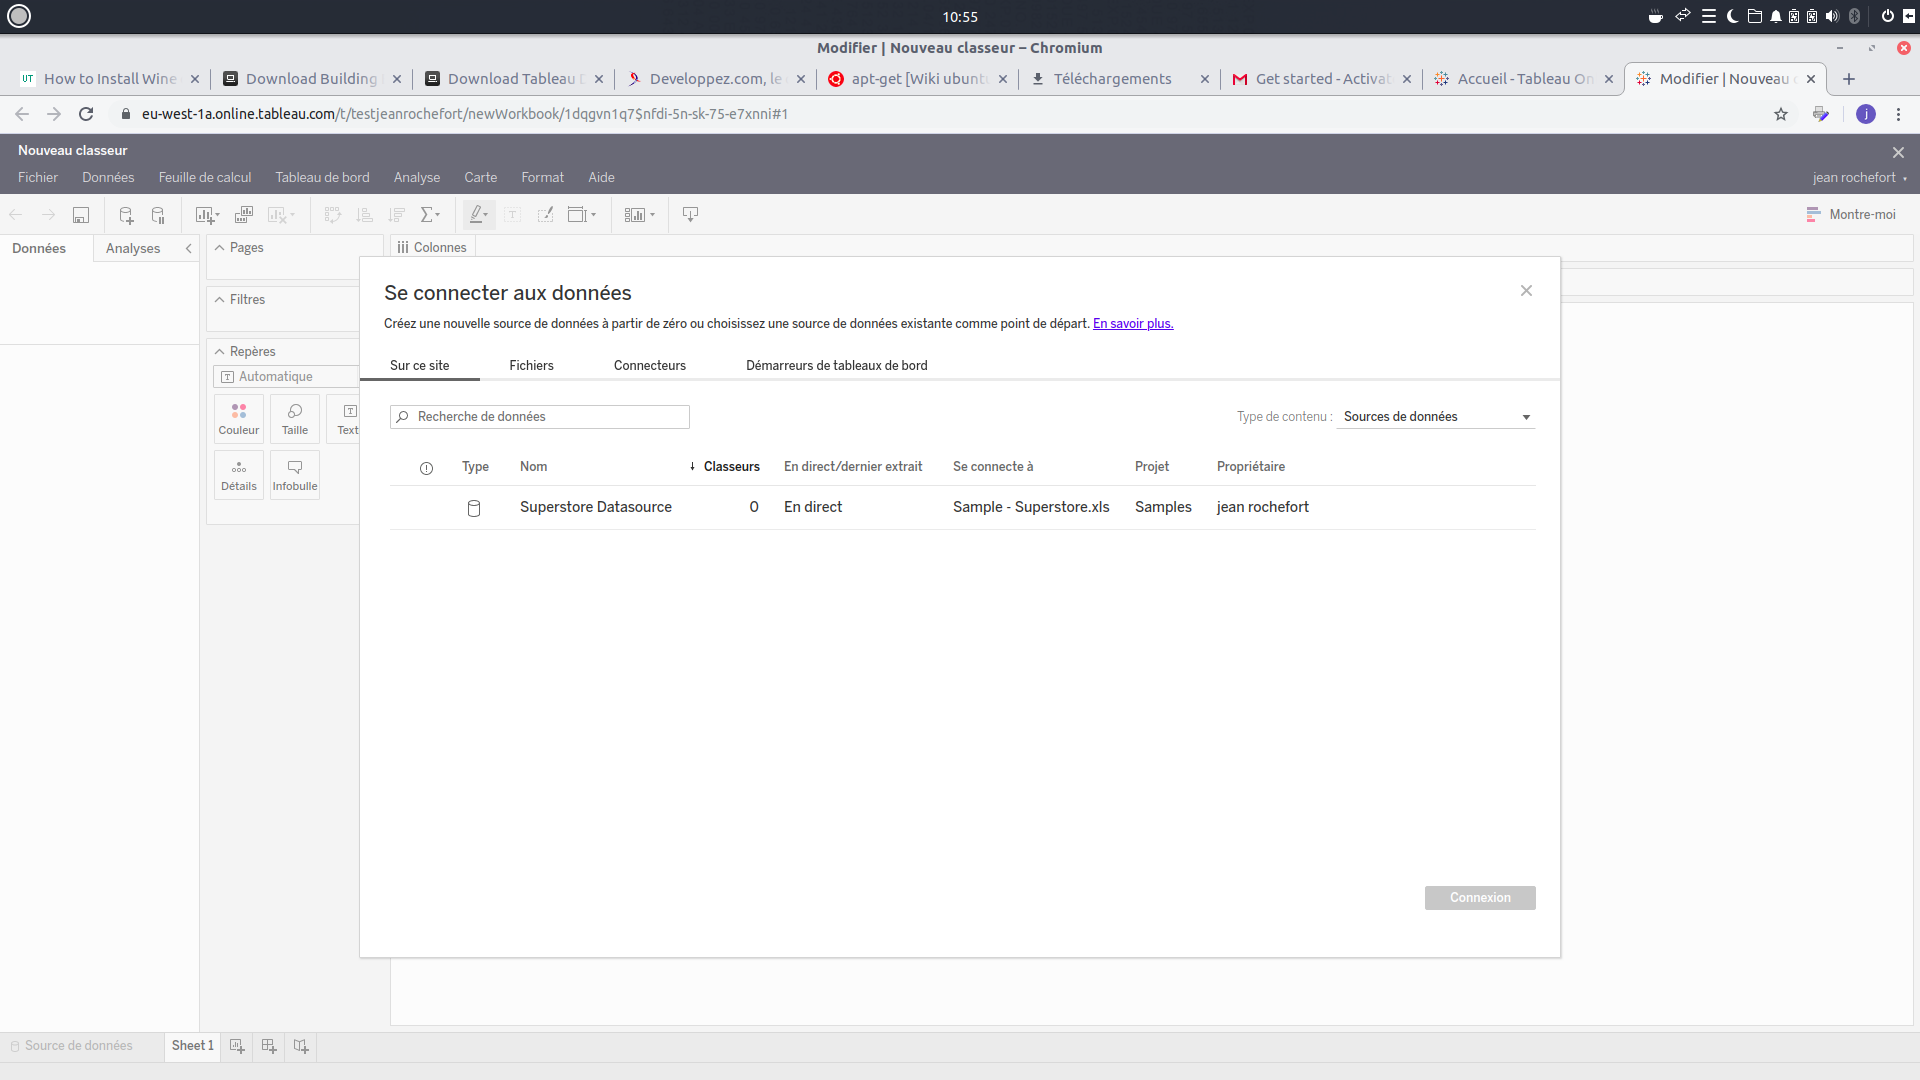 10:55
Modifier | Nouveau classeur – Chromium
How to Install Wine
Download Building
Download Tableau D
Developpez.com, le
apt-get [Wiki ubuntu
Téléchargements
Get started - Activat
Accueil - Tableau On
Modifier | Nouveau c
eu-west-1a.online.tableau.com/t/testjeanrochefort/newWorkbook/1dqgvn1q7$nfdi-5n-sk-75-e7xnni#1
j
Nouveau classeur
Fichier Données Feuille de calcul Tableau de bord Analyse Carte Format Aide
jean rochefort
Montre-moi
Données Analyses
Pages
Colonnes
Filtres
Repères
Automatique
Couleur Taille Text
Détails Infobulle
Se connecter aux données
Créez une nouvelle source de données à partir de zéro ou choisissez une source de données existante comme point de départ. En savoir plus.
Sur ce site Fichiers Connecteurs Démarreurs de tableaux de bord
Recherche de données
Type de contenu : Sources de données
Type Nom Classeurs En direct/dernier extrait Se connecte à Projet Propriétaire
Superstore Datasource 0 En direct Sample - Superstore.xls Samples jean rochefort
Connexion
Source de données Sheet 1